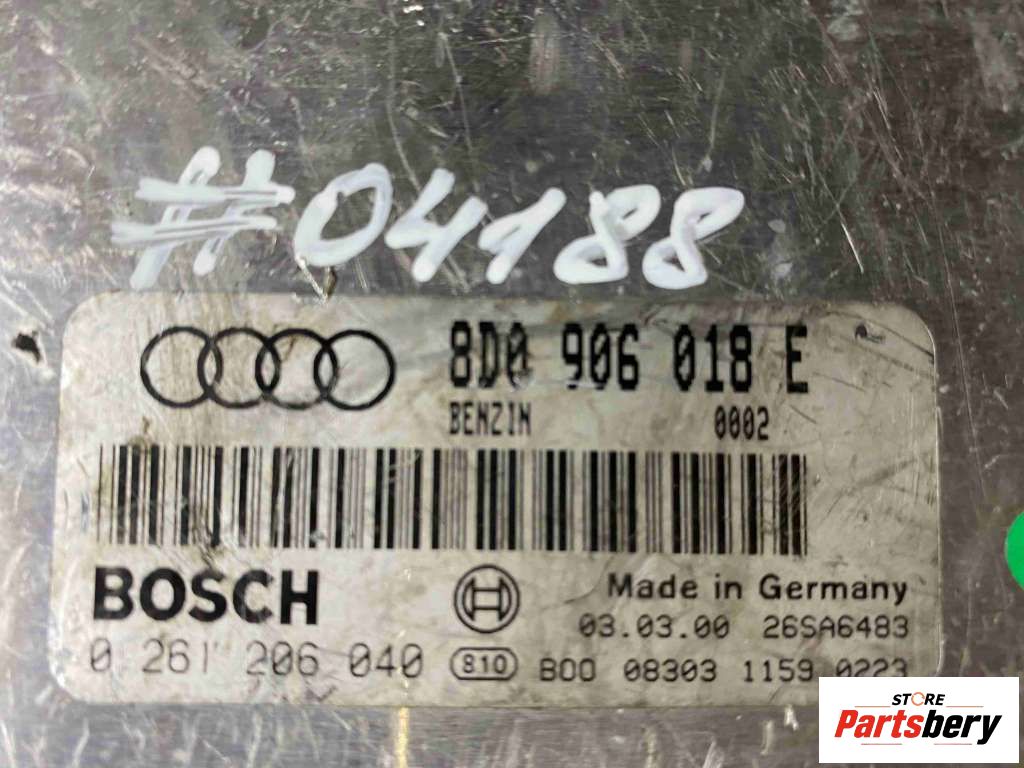 #04188
8D0 906 018 E
BENZIN 0002
BOSCH
Made in Germany
03.03.00 26SA6483
0 261 206 040 810 B00 08303 1159 0223
STORE
Partsbery